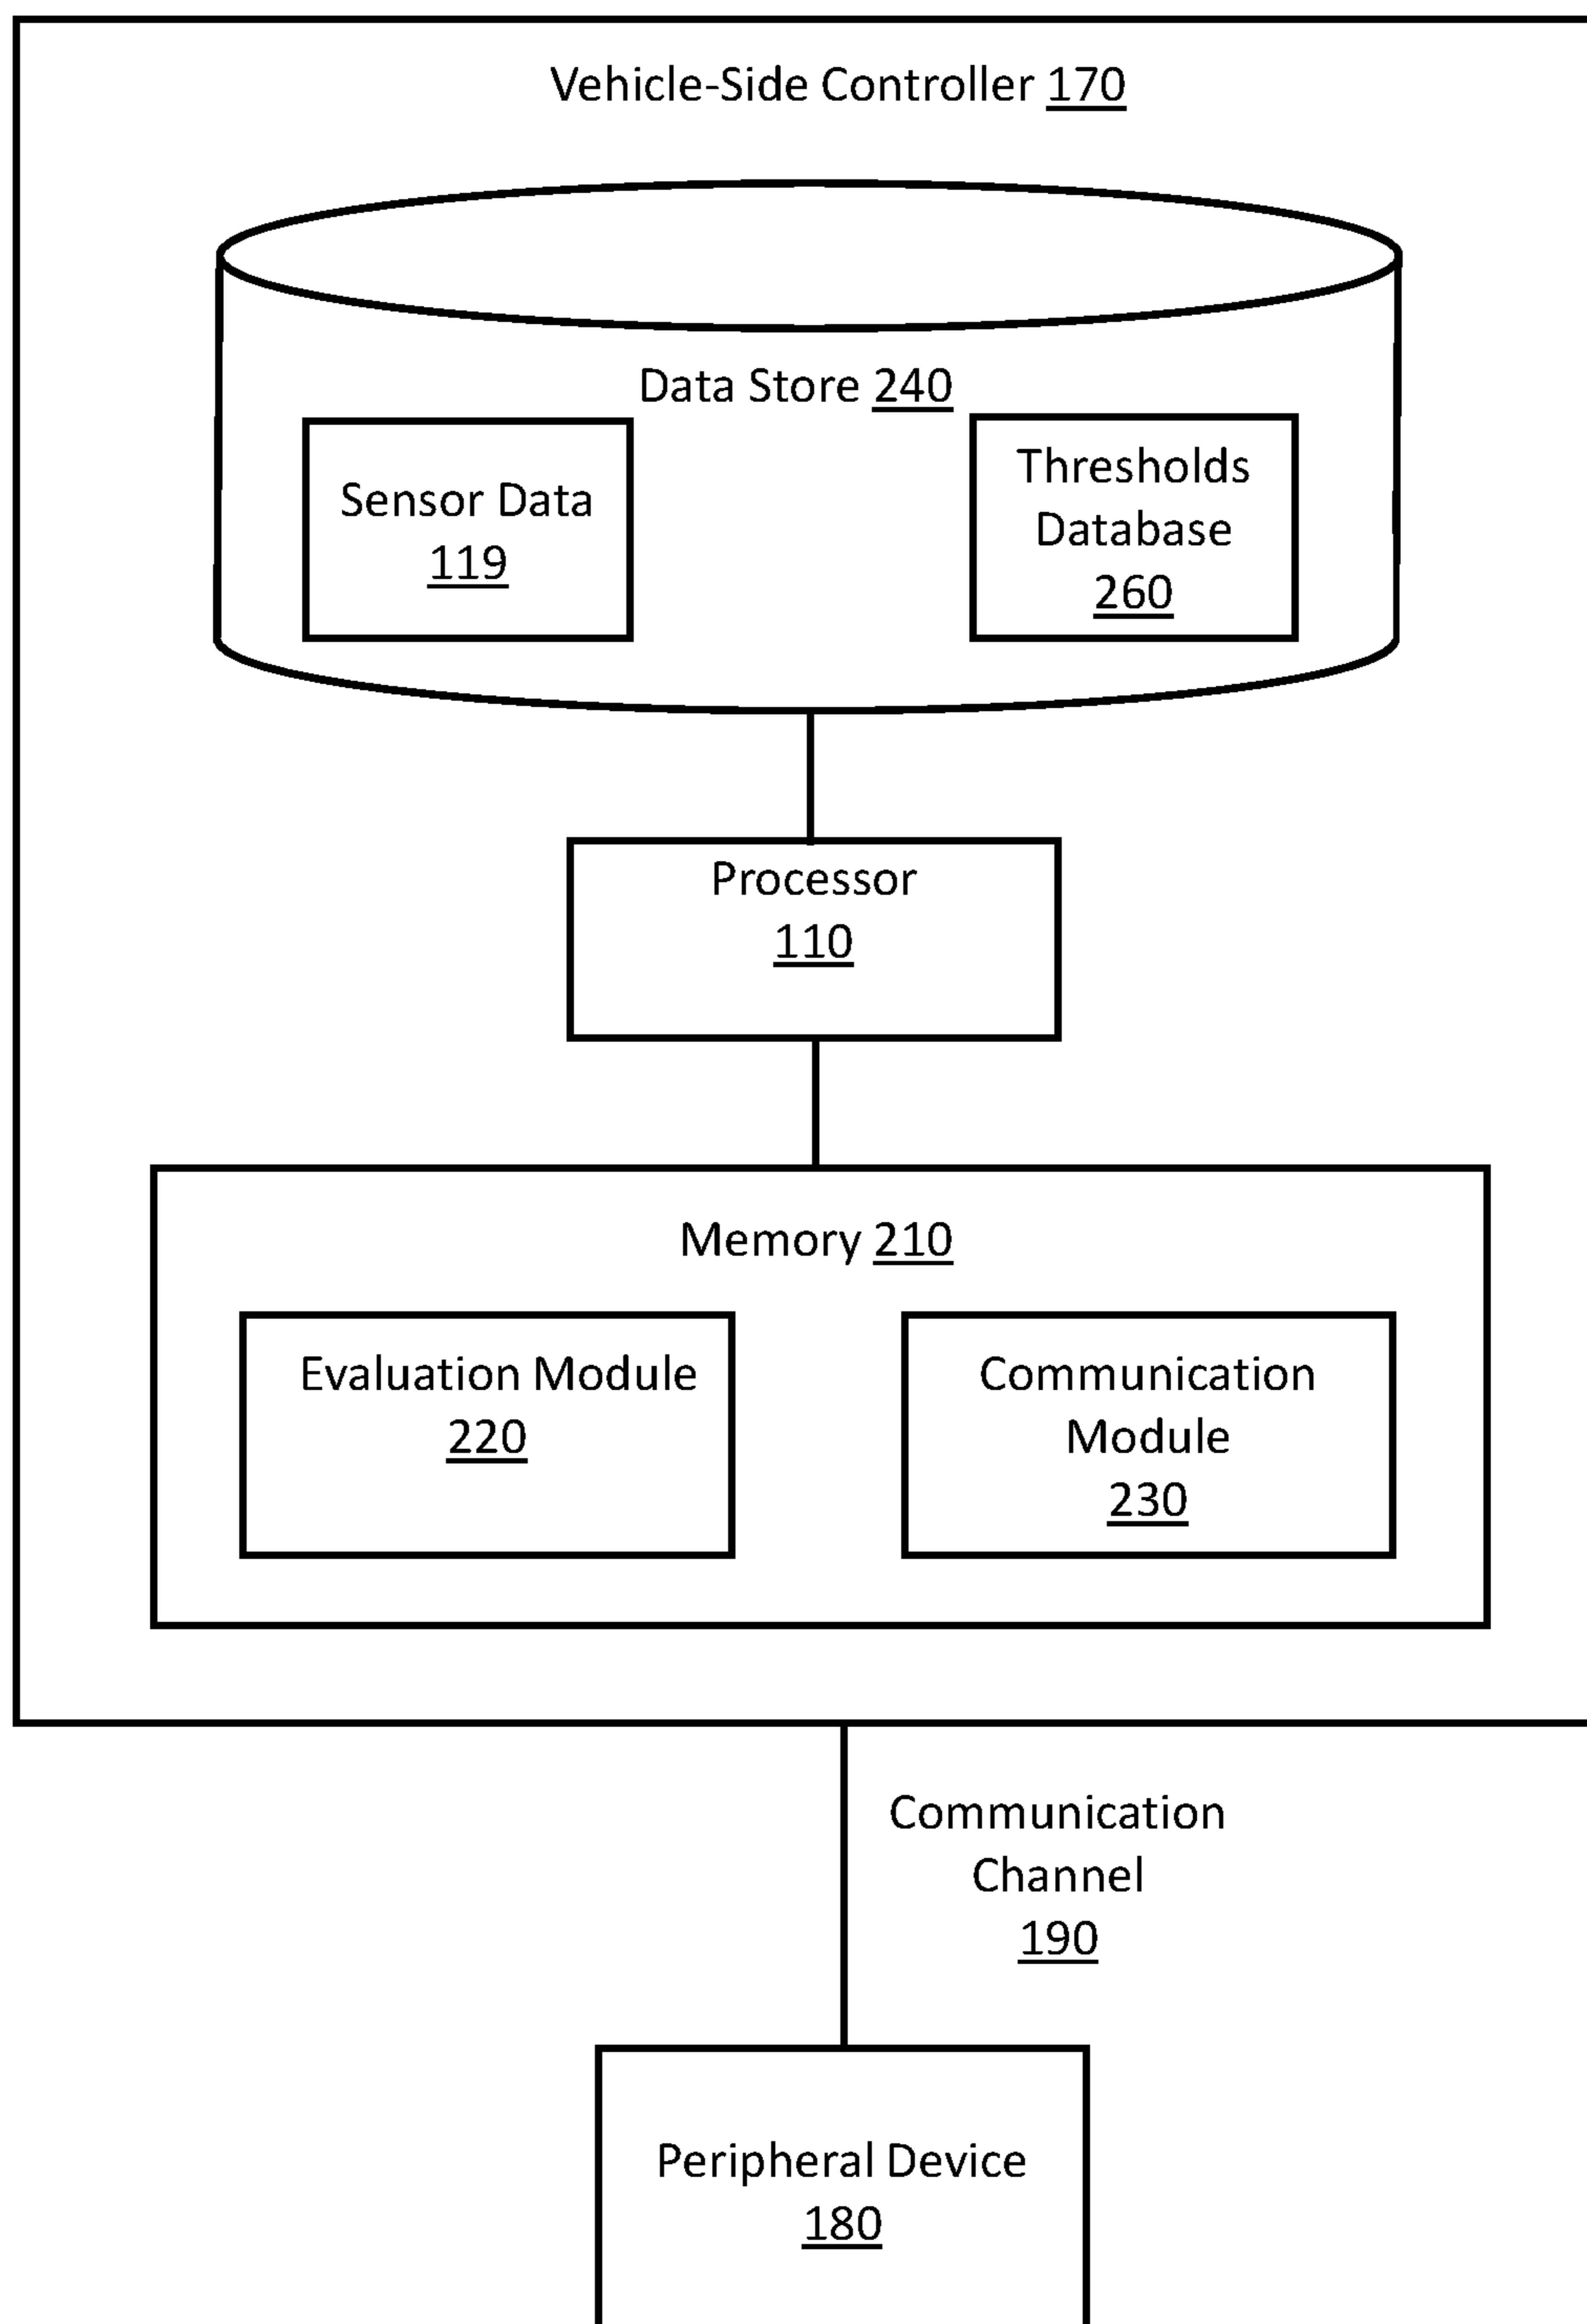 Vehicle-Side Controller 170
Data Store 240
Sensor Data
119
Thresholds
Database
260
Processor
110
Memory 210
Evaluation Module
220
Communication
Module
230
Communication
Channel
190
Peripheral Device
180